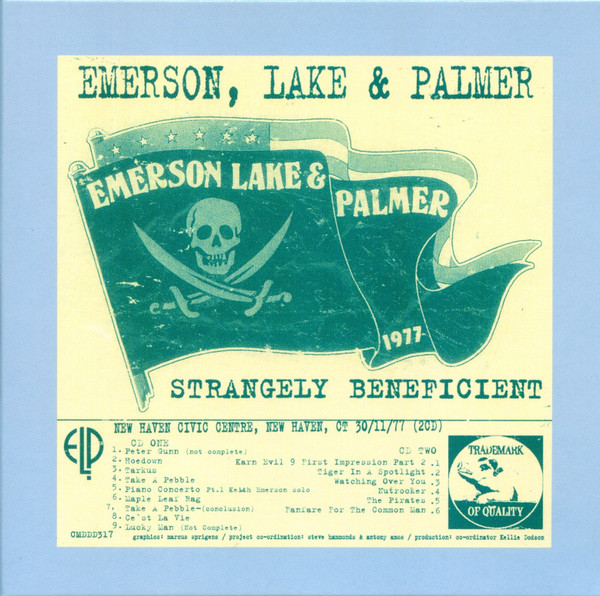 EMERSON, LAKE & PALMER
EMERSON LAKE &
PALMER
1977
STRANGELY BENEFICIENT
NEW HAVEN CIVIC CENTRE, NEW HAVEN, CT 30/11/77 (2CD)
ELP
CD ONE
1. Peter Gunn (not complete)
2. Hoedown
3. Tarkus
4. Take A Pebble
5. Piano Concerto Pt.1 Keith Emerson solo
6. Maple Leaf Rag
7. Take A Pebble-(conclusion)
8. Ce'st La Vie
9. Lucky Man (Not Complete)
CD TWO
Karn Evil 9 First Impression Part 2 .1
Tiger In A Spotlight .2
Watching Over You .3
Nutrocker .4
The Pirates .5
Fanfare For The Common Man .6
TRADEMARK
OF QUALITY
CMDDD317
graphics: marcus sprigens / project co-ordination: steve hammonds & antony amos / production: co-ordinator Kellie Dodson